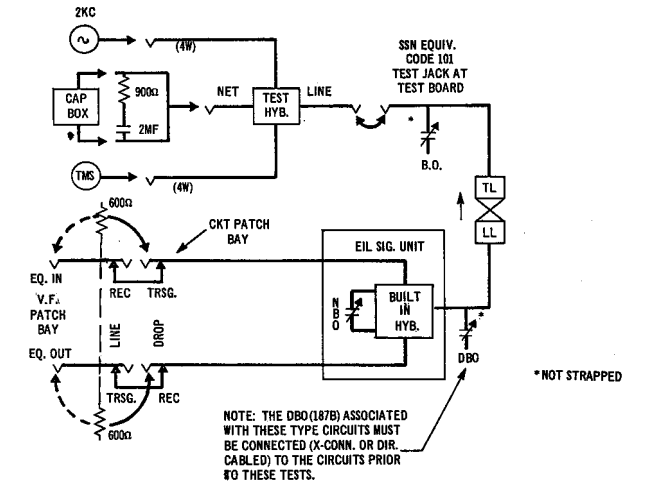 2KC
(4W)
SSN EQUIV.
CODE 101
TEST JACK AT
TEST BOARD
CAP
BOX
*
900Ω
2MF
NET
TEST
HYB.
LINE
*
B.O.
TMS
(4W)
TL
LL
600Ω
CKT PATCH
BAY
EQ. IN
V.F.
PATCH
BAY
REC
TRSG.
EIL SIG. UNIT
NBO
BUILT
IN
HYB.
*
DBO
LINE
DROP
EQ. OUT
TRSG.
REC
600Ω
*NOT STRAPPED
NOTE: THE DBO (187B) ASSOCIATED
WITH THESE TYPE CIRCUITS MUST
BE CONNECTED (X-CONN. OR DIR.
CABLED) TO THE CIRCUITS PRIOR
TO THESE TESTS.